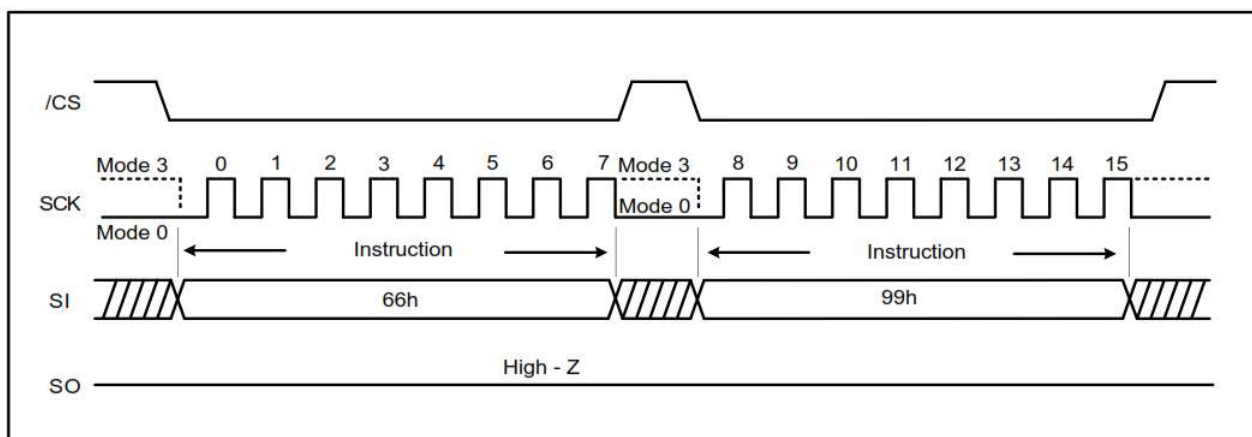 /CS
Mode 3 0 1 2 3 4 5 6 7 Mode 3 8 9 10 11 12 13 14 15
SCK
Mode 0 Mode 0
Instruction Instruction
SI 66h 99h
High - Z
SO